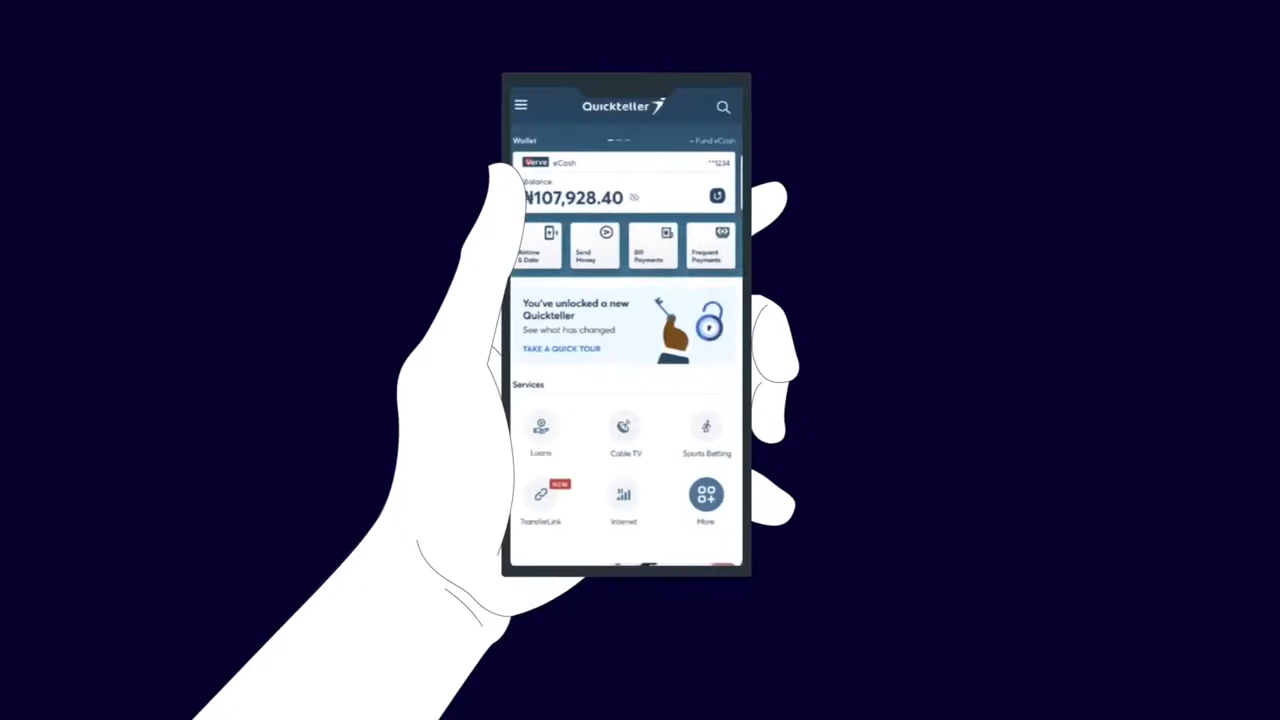 Quickteller
Wallet
+ Fund eCash
Verve eCash
**1234
Balance
₦107,928.40
Airtime
& Data
Send
Money
Bill
Payments
Frequent
Payments
You've unlocked a new
Quickteller
See what has changed
TAKE A QUICK TOUR
Services
Loans
Cable TV
Sports Betting
NEW
TransferLink
Internet
More